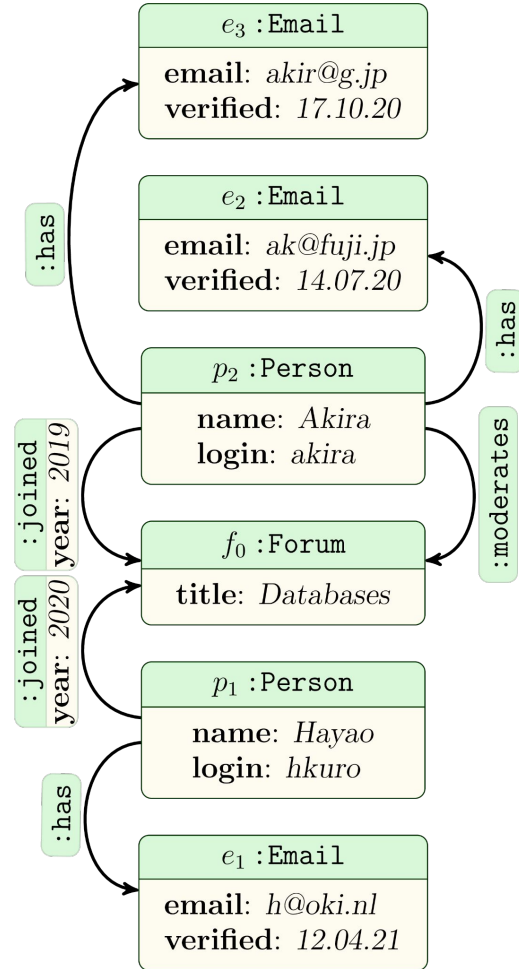 e3 :Email
email: akir@g.jp
verified: 17.10.20
:has
e2 :Email
email: ak@fuji.jp
verified: 14.07.20
:has
p2 :Person
name: Akira
login: akira
:joined
year: 2019
:moderates
f0 :Forum
title: Databases
:joined
year: 2020
p1 :Person
name: Hayao
login: hkuro
:has
e1 :Email
email: h@oki.nl
verified: 12.04.21